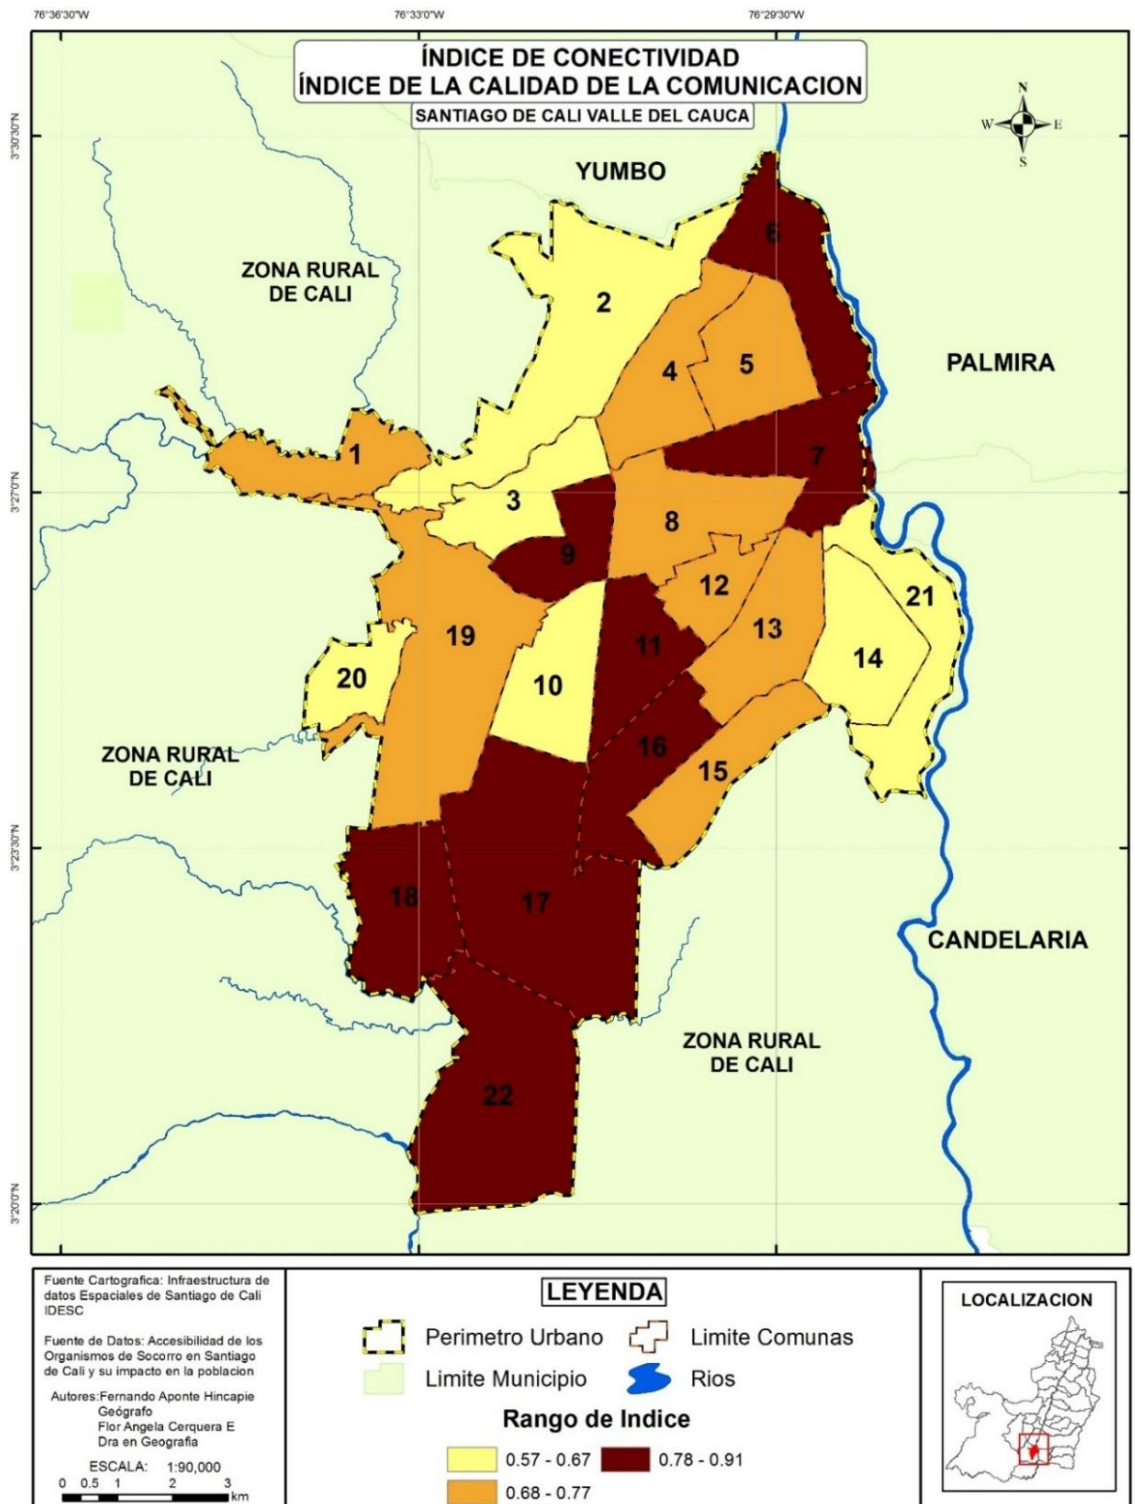 76°36'30"W
76°33'0"W
76°29'30"W
ÍNDICE DE CONECTIVIDAD
ÍNDICE DE LA CALIDAD DE LA COMUNICACION
SANTIAGO DE CALI VALLE DEL CAUCA
N
W
E
S
3°30'30"N
YUMBO
6
ZONA RURAL
DE CALI
2
4
5
PALMIRA
1
7
3°27'0"N
3
8
9
12
21
19
11
13
14
20
10
16
15
ZONA RURAL
DE CALI
3°23'30"N
18
17
CANDELARIA
ZONA RURAL
DE CALI
22
3°20'0"N
Fuente Cartografica: Infraestructura de
datos Espaciales de Santiago de Cali
IDESC
Fuente de Datos: Accesibilidad de los
Organismos de Socorro en Santiago
de Cali y su impacto en la poblacion
Autores:Fernando Aponte Hincapie
Geógrafo
Flor Angela Cerquera E
Dra en Geografia
ESCALA: 1:90,000
0 0.5 1 2 3
km
LEYENDA
Perimetro Urbano
Limite Comunas
Limite Municipio
Rios
Rango de Indice
0.57 - 0.67
0.78 - 0.91
0.68 - 0.77
LOCALIZACION